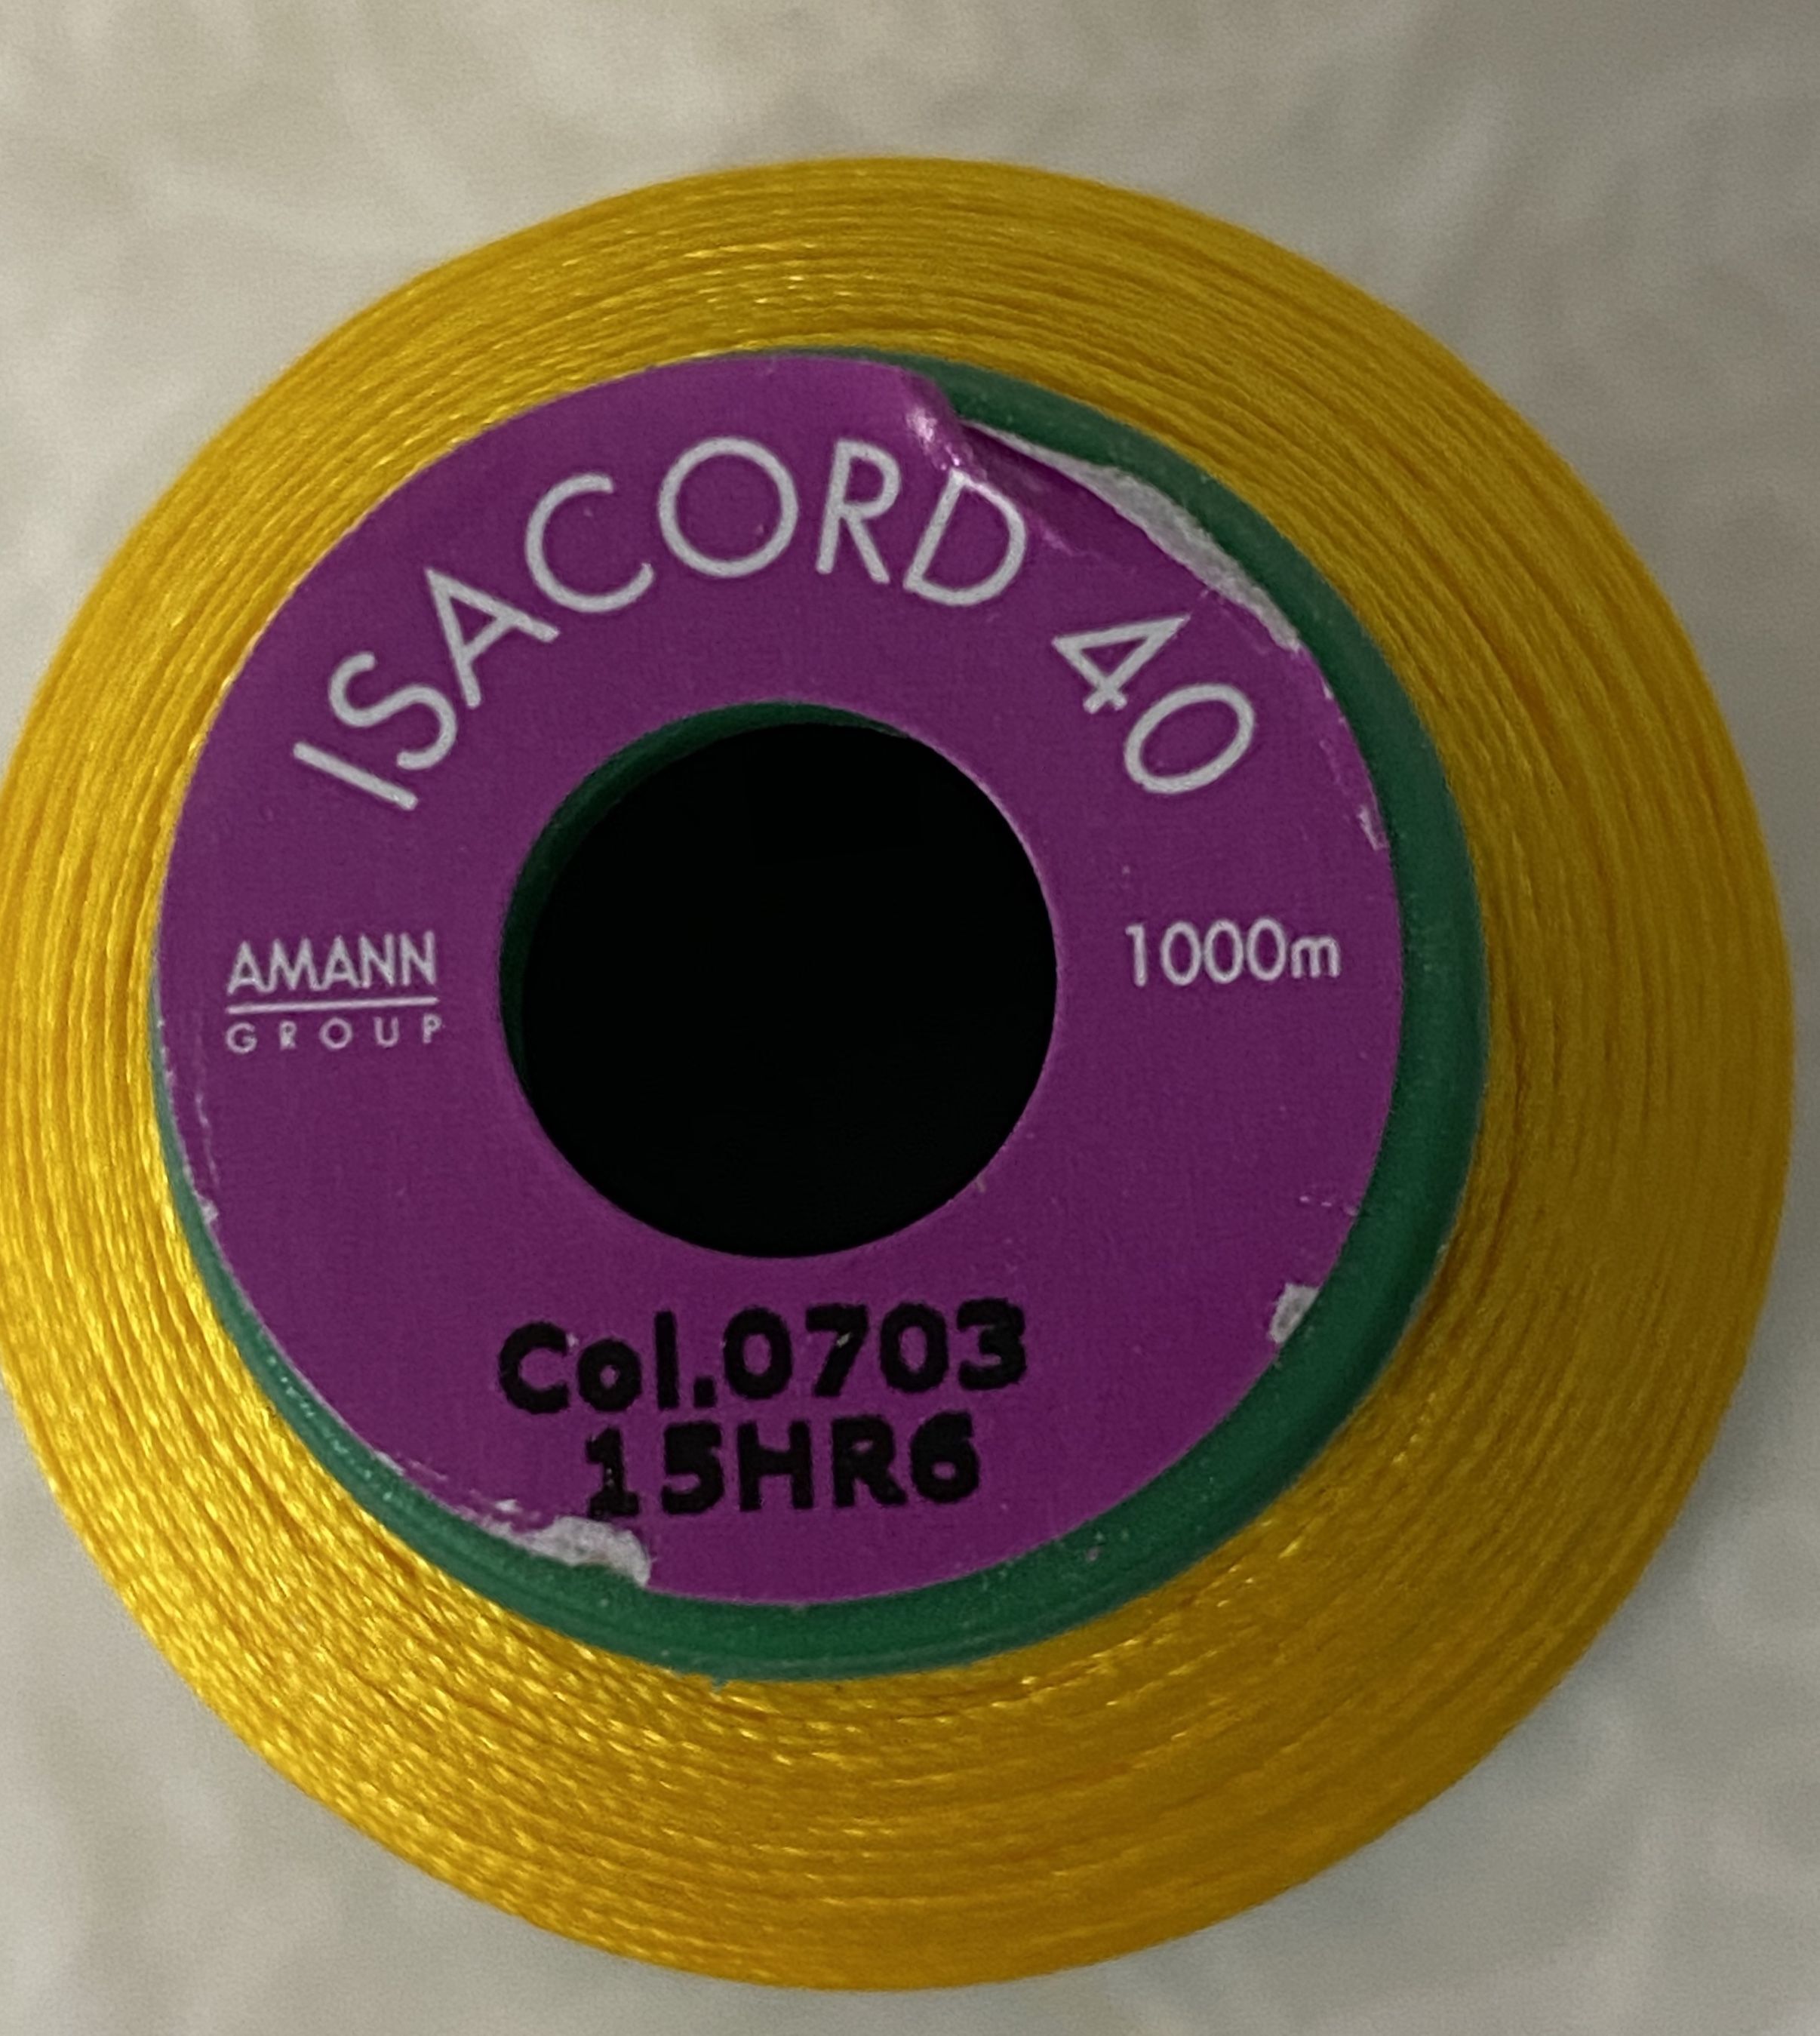 ISACORD 40
AMANN
GROUP
1000m
Col.0703
15HR6